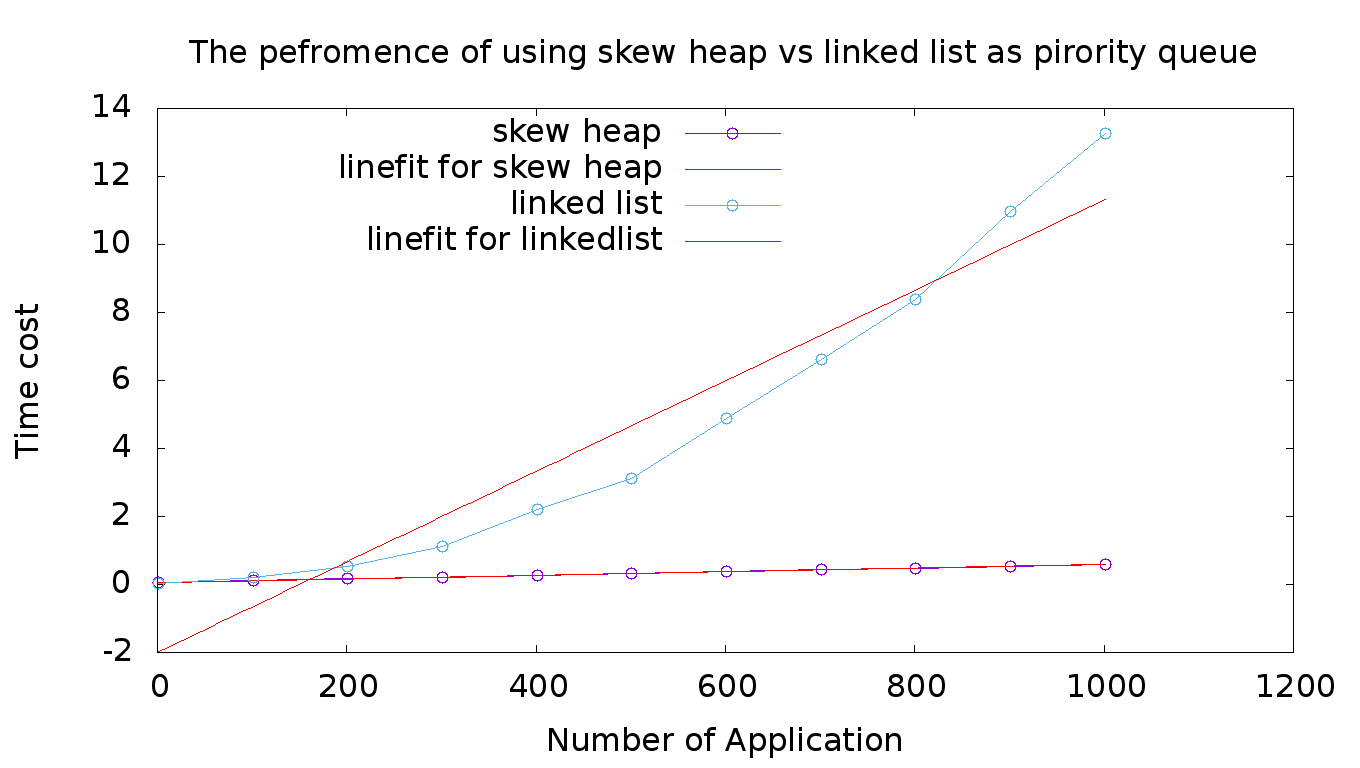 The pefromence of using skew heap vs linked list as pirority queue
14
12
10
8
6
4
2
0
-2
Time cost
skew heap
linefit for skew heap
linked list
linefit for linkedlist
0 200 400 600 800 1000 1200
Number of Application